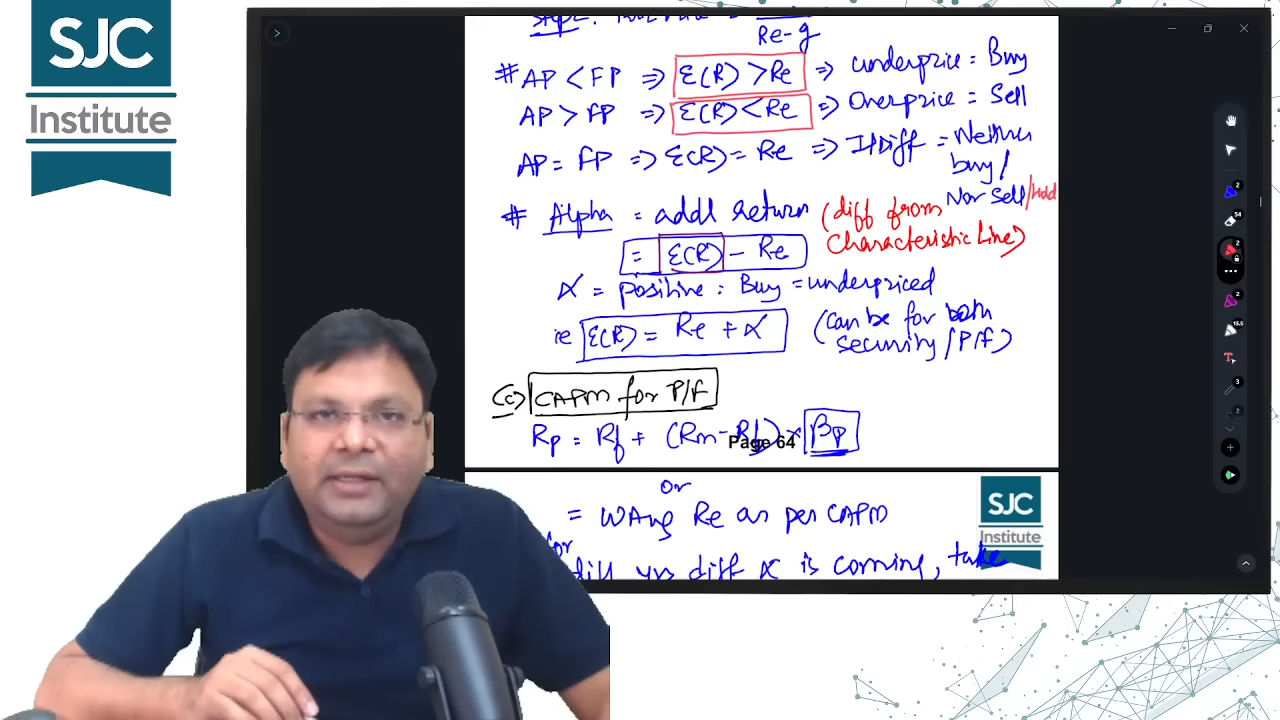 SJC
Institute
Re-g
# AP < FP ⇒ E(R) > Re ⇒ underprice = Buy
AP > FP ⇒ E(R) < Re ⇒ Overprice = Sell
AP = FP ⇒ E(R) = Re ⇒ = Neither
buy/
Nor Sell/Hold
# Alpha = addl return (diff from
characteristic Line)
= E(R) - Re
α = positive : Buy = underpriced
ie E(R) = Re + α (can be for both
security/P/f)
(c) CAPM for P/F
Rp = Rf + (Rm - Rf) × βp
Page 64
or
= WAvg Re as per CAPM
for
diff yrs diff α is coming, take
SJC
Institute